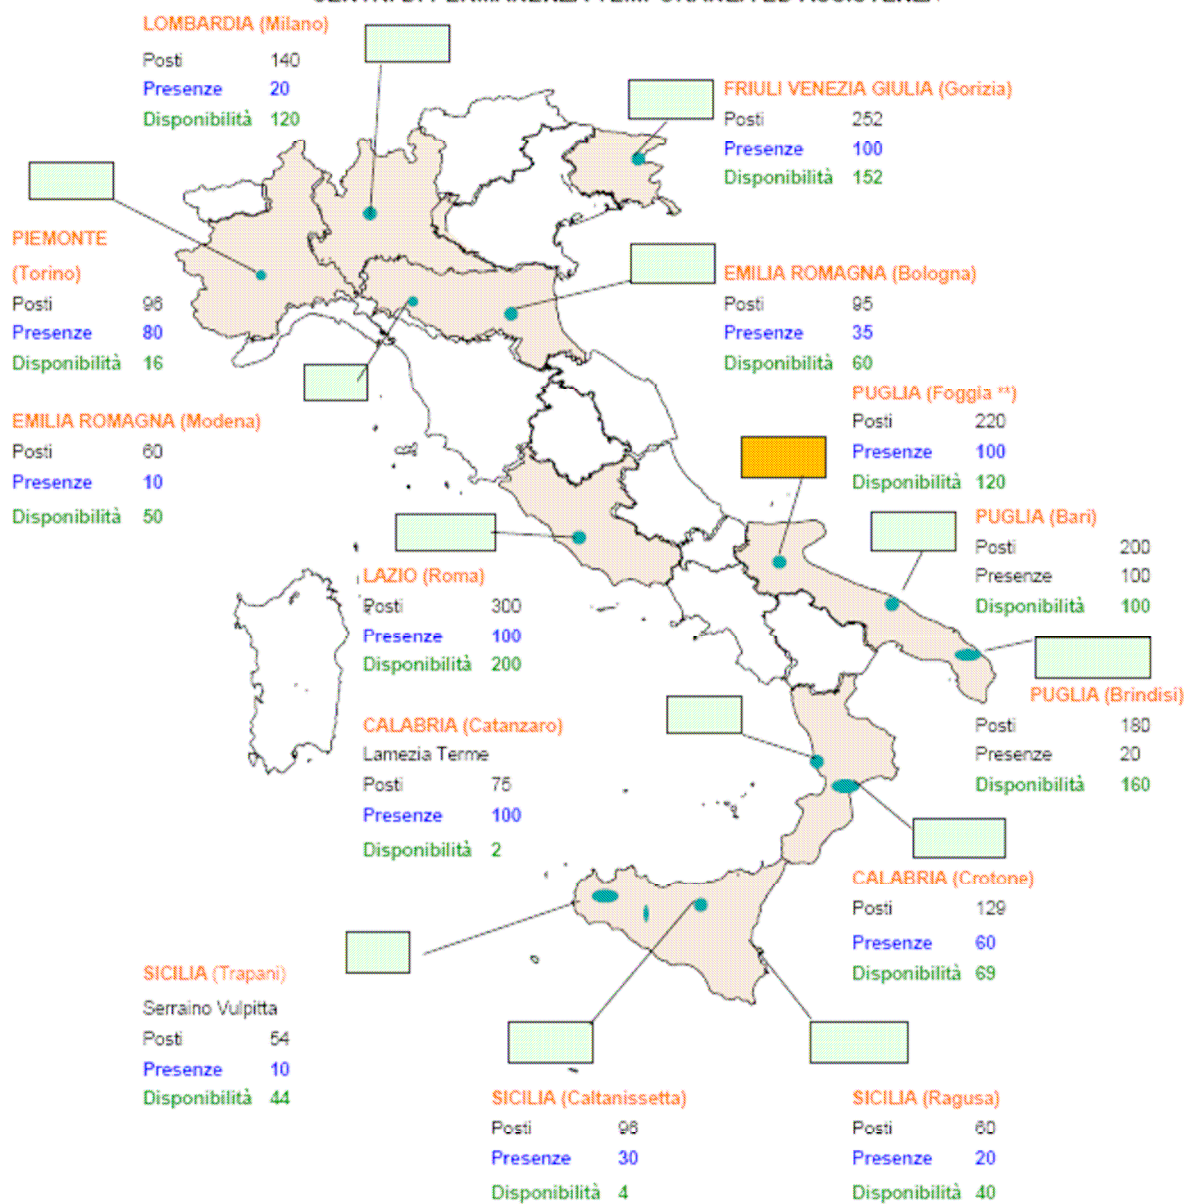 CENTRI DI PERMANENZA TEMPORANEA ED ASSISTENZA
LOMBARDIA (Milano)
Posti 140
Presenze 20
Disponibilità 120
FRIULI VENEZIA GIULIA (Gorizia)
Posti 252
Presenze 100
Disponibilità 152
PIEMONTE
(Torino)
Posti 96
Presenze 80
Disponibilità 16
EMILIA ROMAGNA (Bologna)
Posti 95
Presenze 35
Disponibilità 60
EMILIA ROMAGNA (Modena)
Posti 60
Presenze 10
Disponibilità 50
PUGLIA (Foggia **)
Posti 220
Presenze 100
Disponibilità 120
PUGLIA (Bari)
Posti 200
Presenze 100
Disponibilità 100
LAZIO (Roma)
Posti 300
Presenze 100
Disponibilità 200
PUGLIA (Brindisi)
Posti 180
Presenze 20
Disponibilità 160
CALABRIA (Catanzaro)
Lamezia Terme
Posti 75
Presenze 100
Disponibilità 2
CALABRIA (Crotone)
Posti 129
Presenze 60
Disponibilità 69
SICILIA (Trapani)
Serraino Vulpitta
Posti 54
Presenze 10
Disponibilità 44
SICILIA (Caltanissetta)
Posti 96
Presenze 30
Disponibilità 4
SICILIA (Ragusa)
Posti 60
Presenze 20
Disponibilità 40